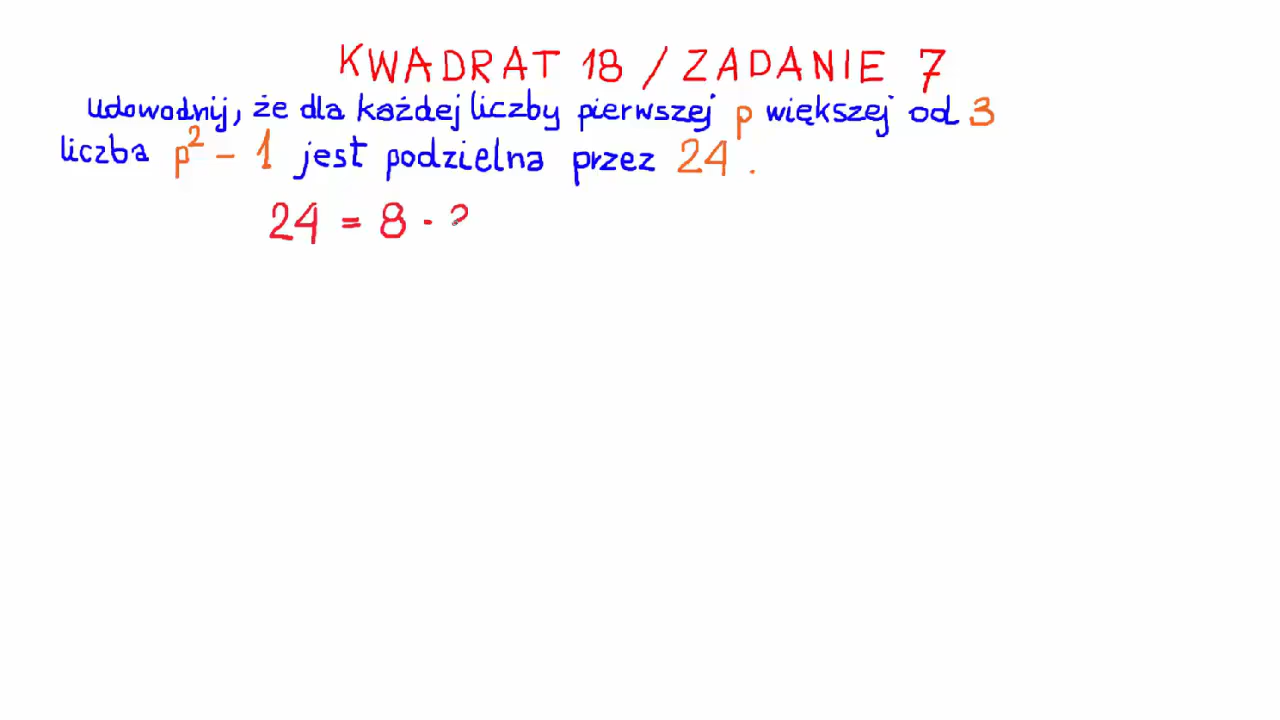 KWADRAT 18 / ZADANIE 7
udowodnij, że dla każdej liczby pierwszej p większej od 3
liczba p² - 1 jest podzielna przez 24.
24 = 8 ·